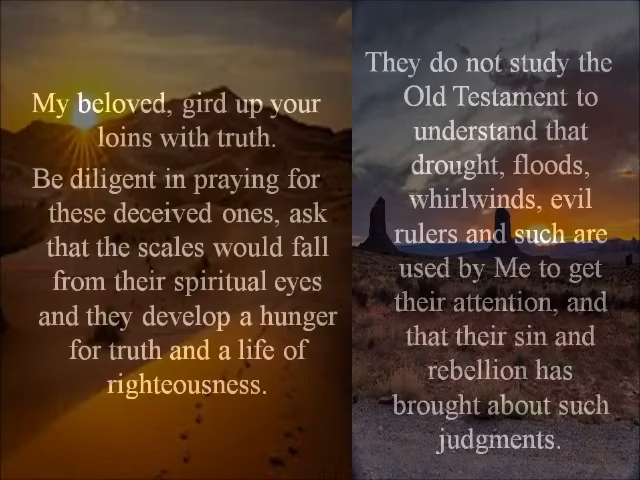 My beloved, gird up your
loins with truth.
Be diligent in praying for
these deceived ones, ask
that the scales would fall
from their spiritual eyes
and they develop a hunger
for truth and a life of
righteousness.
They do not study the
Old Testament to
understand that
drought, floods,
whirlwinds, evil
rulers and such are
used by Me to get
their attention, and
that their sin and
rebellion has
brought about such
judgments.